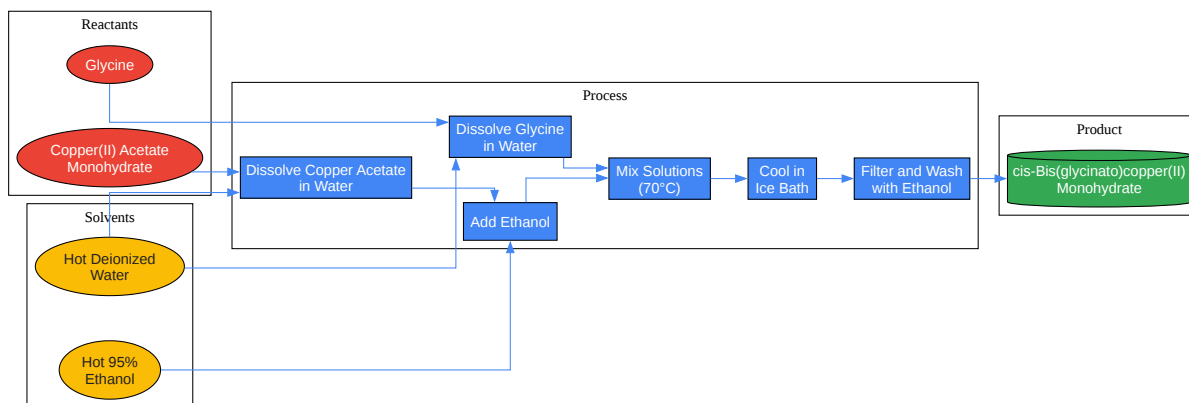 Reactants
Glycine
Copper(II) Acetate
Monohydrate
Solvents
Hot Deionized
Water
Hot 95%
Ethanol
Process
Dissolve Glycine
in Water
Dissolve Copper Acetate
in Water
Add Ethanol
Mix Solutions
(70°C)
Cool in
Ice Bath
Filter and Wash
with Ethanol
Product
cis-Bis(glycinato)copper(II)
Monohydrate